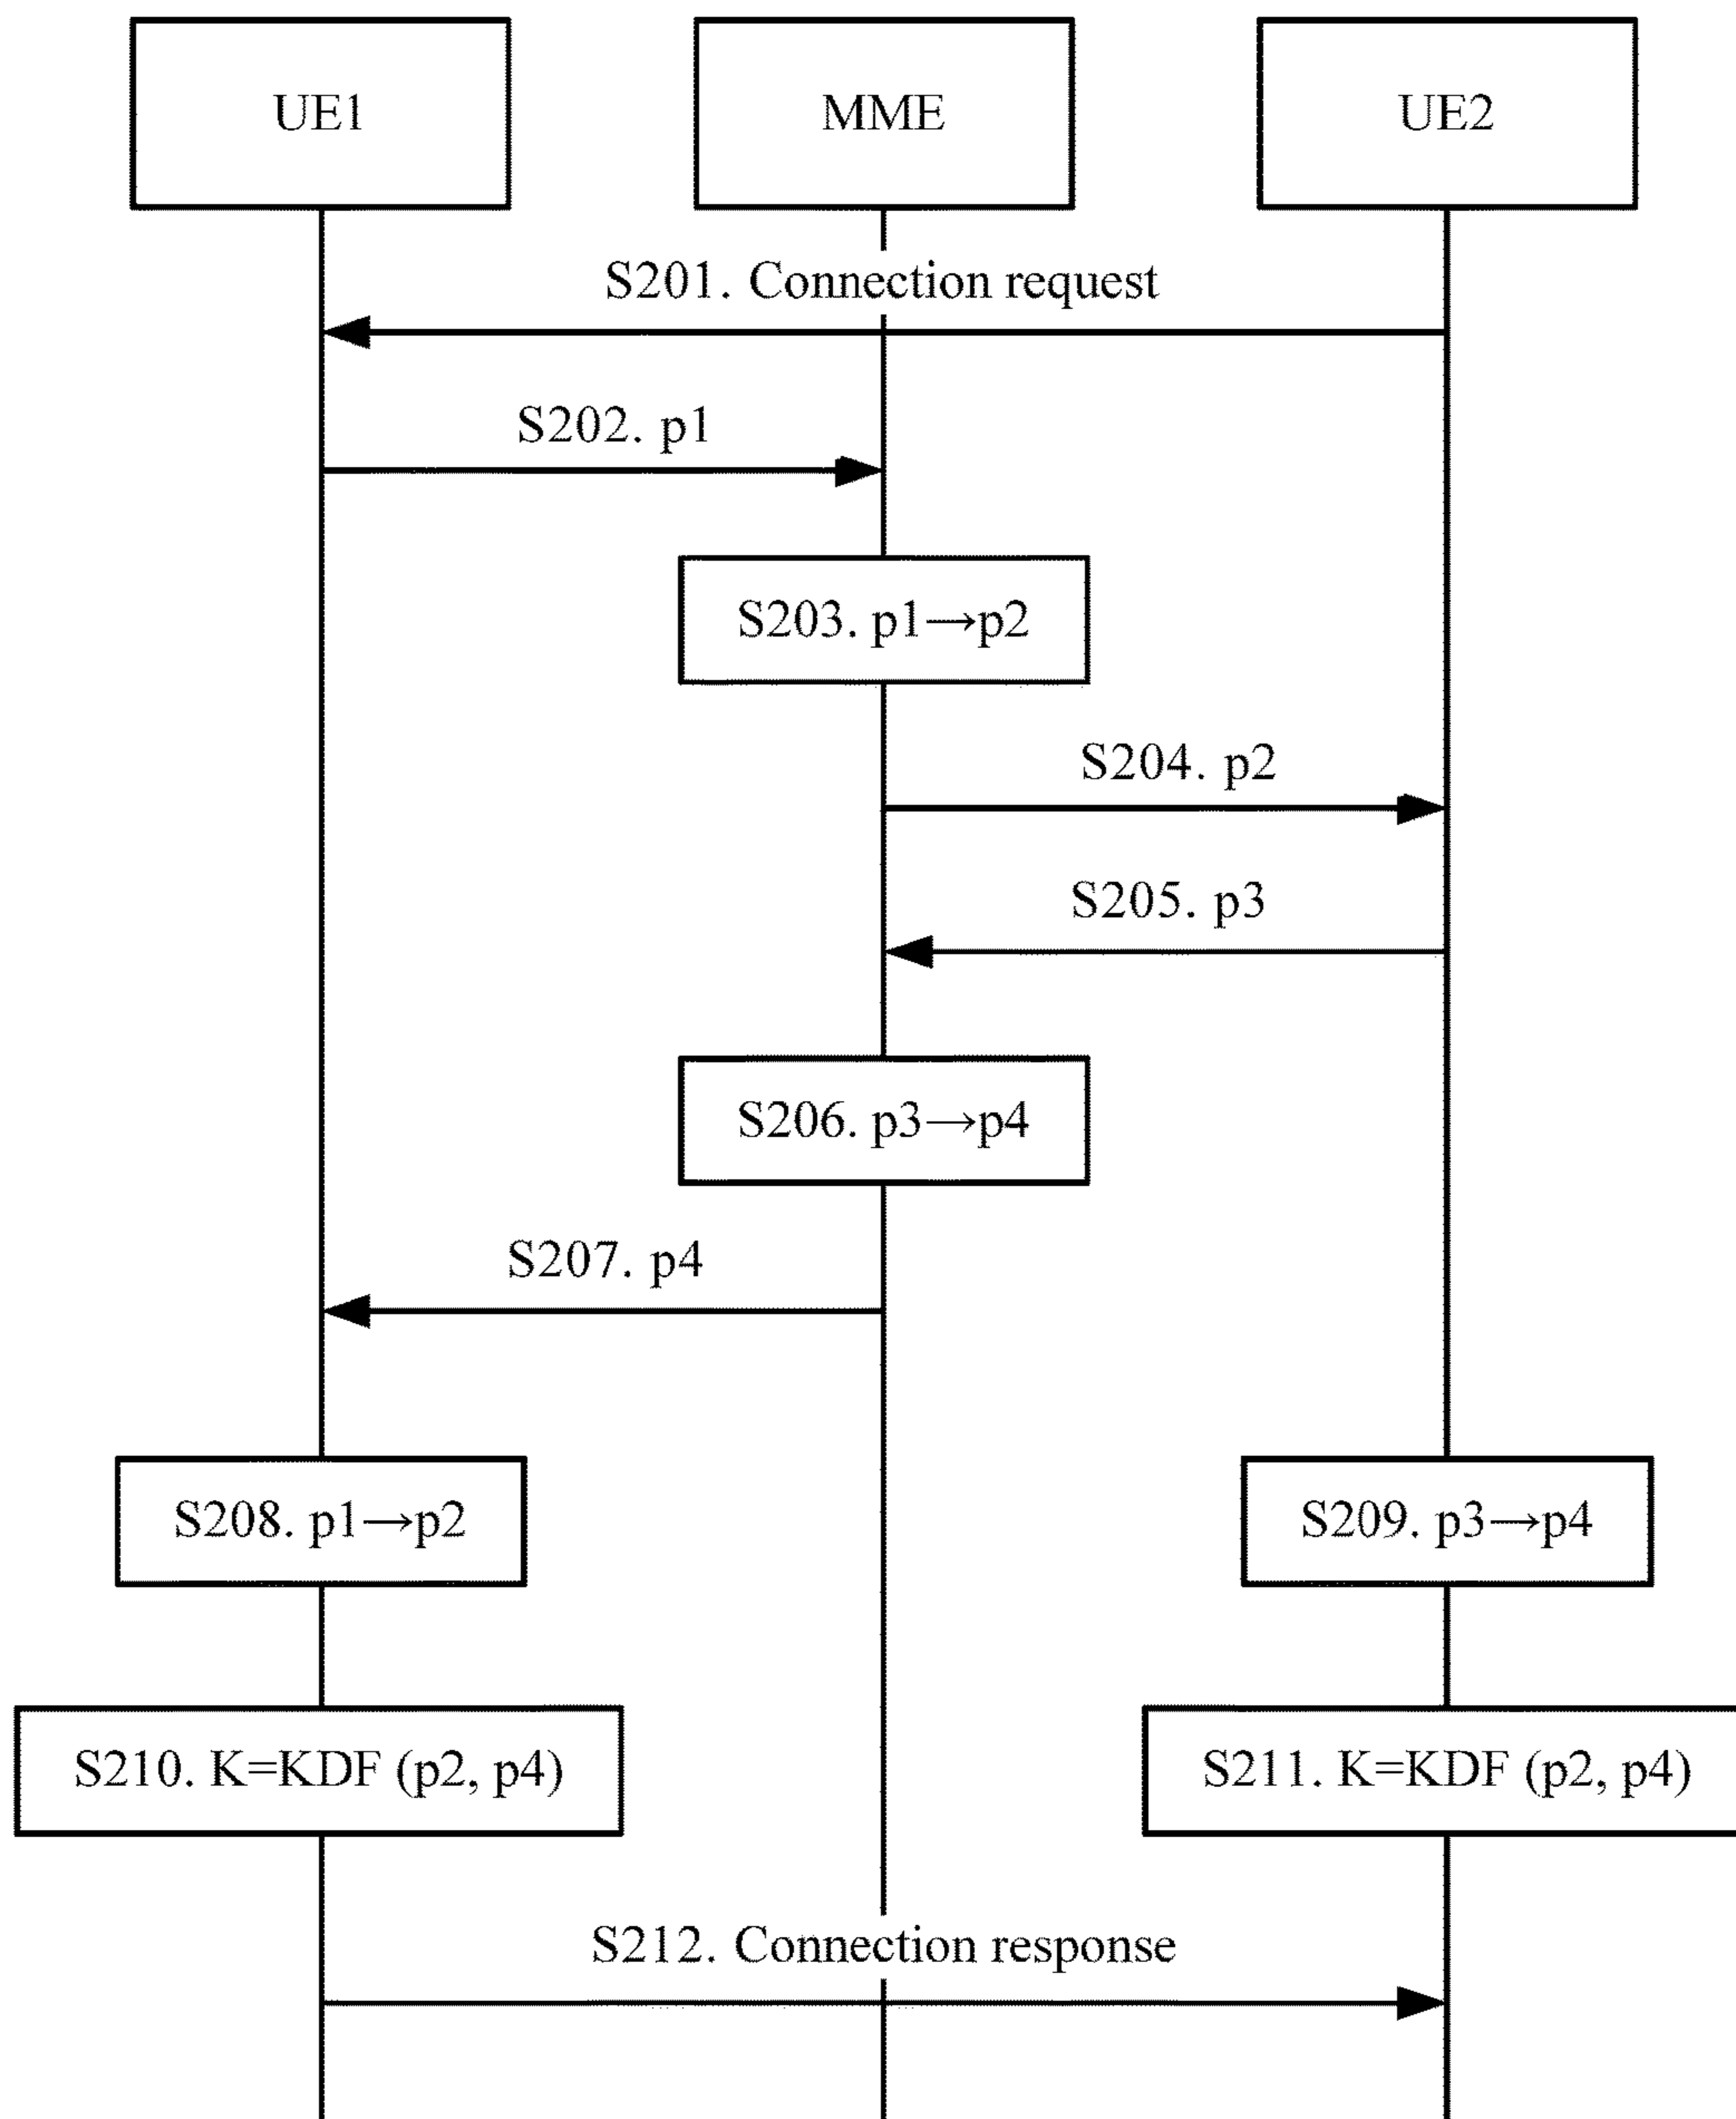 UE1
MME
UE2
S201. Connection request
S202. p1
S203. p1→p2
S204. p2
S205. p3
S206. p3→p4
S207. p4
S208. p1→p2
S209. p3→p4
S210. K=KDF (p2, p4)
S211. K=KDF (p2, p4)
S212. Connection response